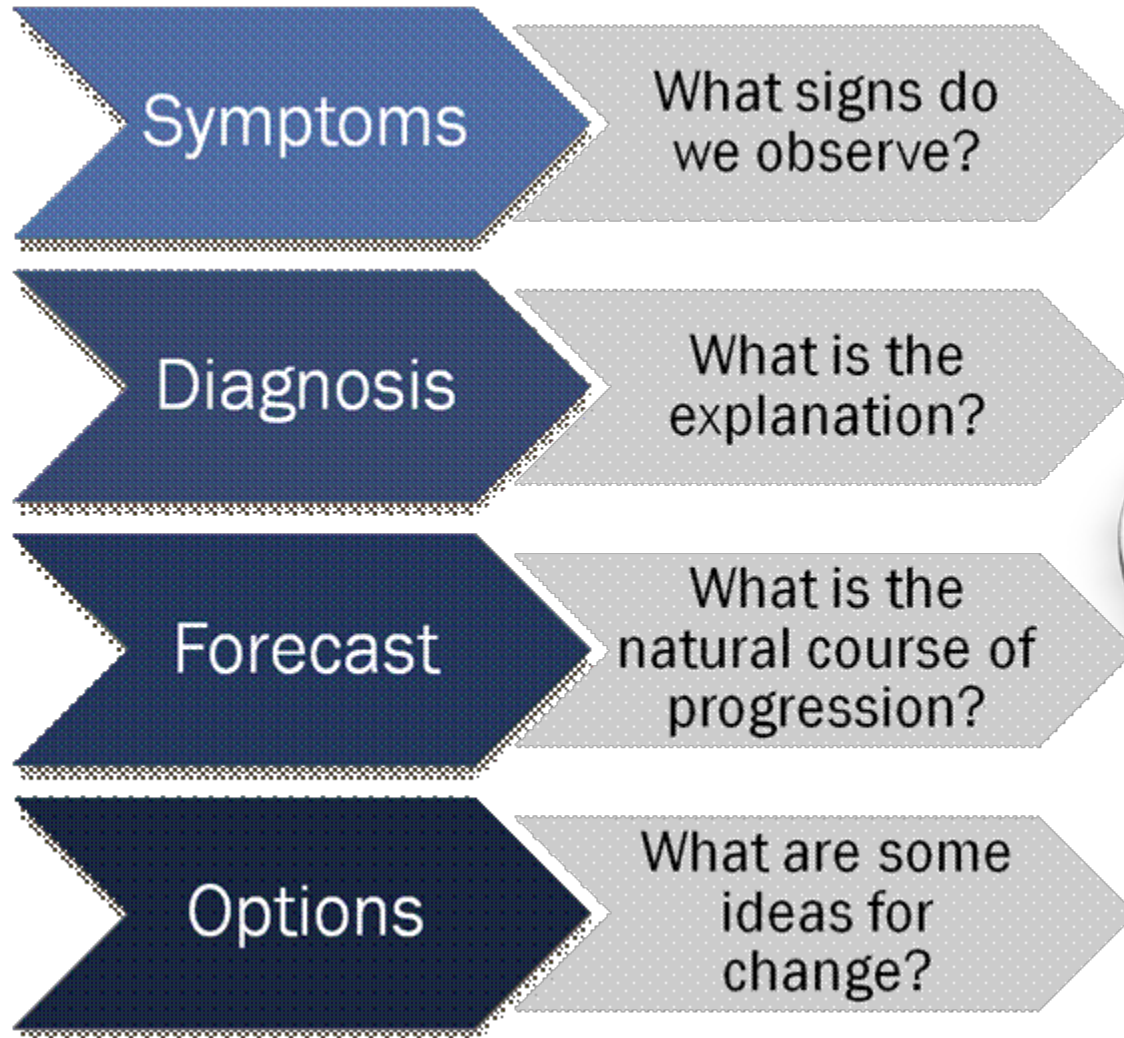 Symptoms
What signs do
we observe?
Diagnosis
What is the
explanation?
Forecast
What is the
natural course of
progression?
Options
What are some
ideas for
change?